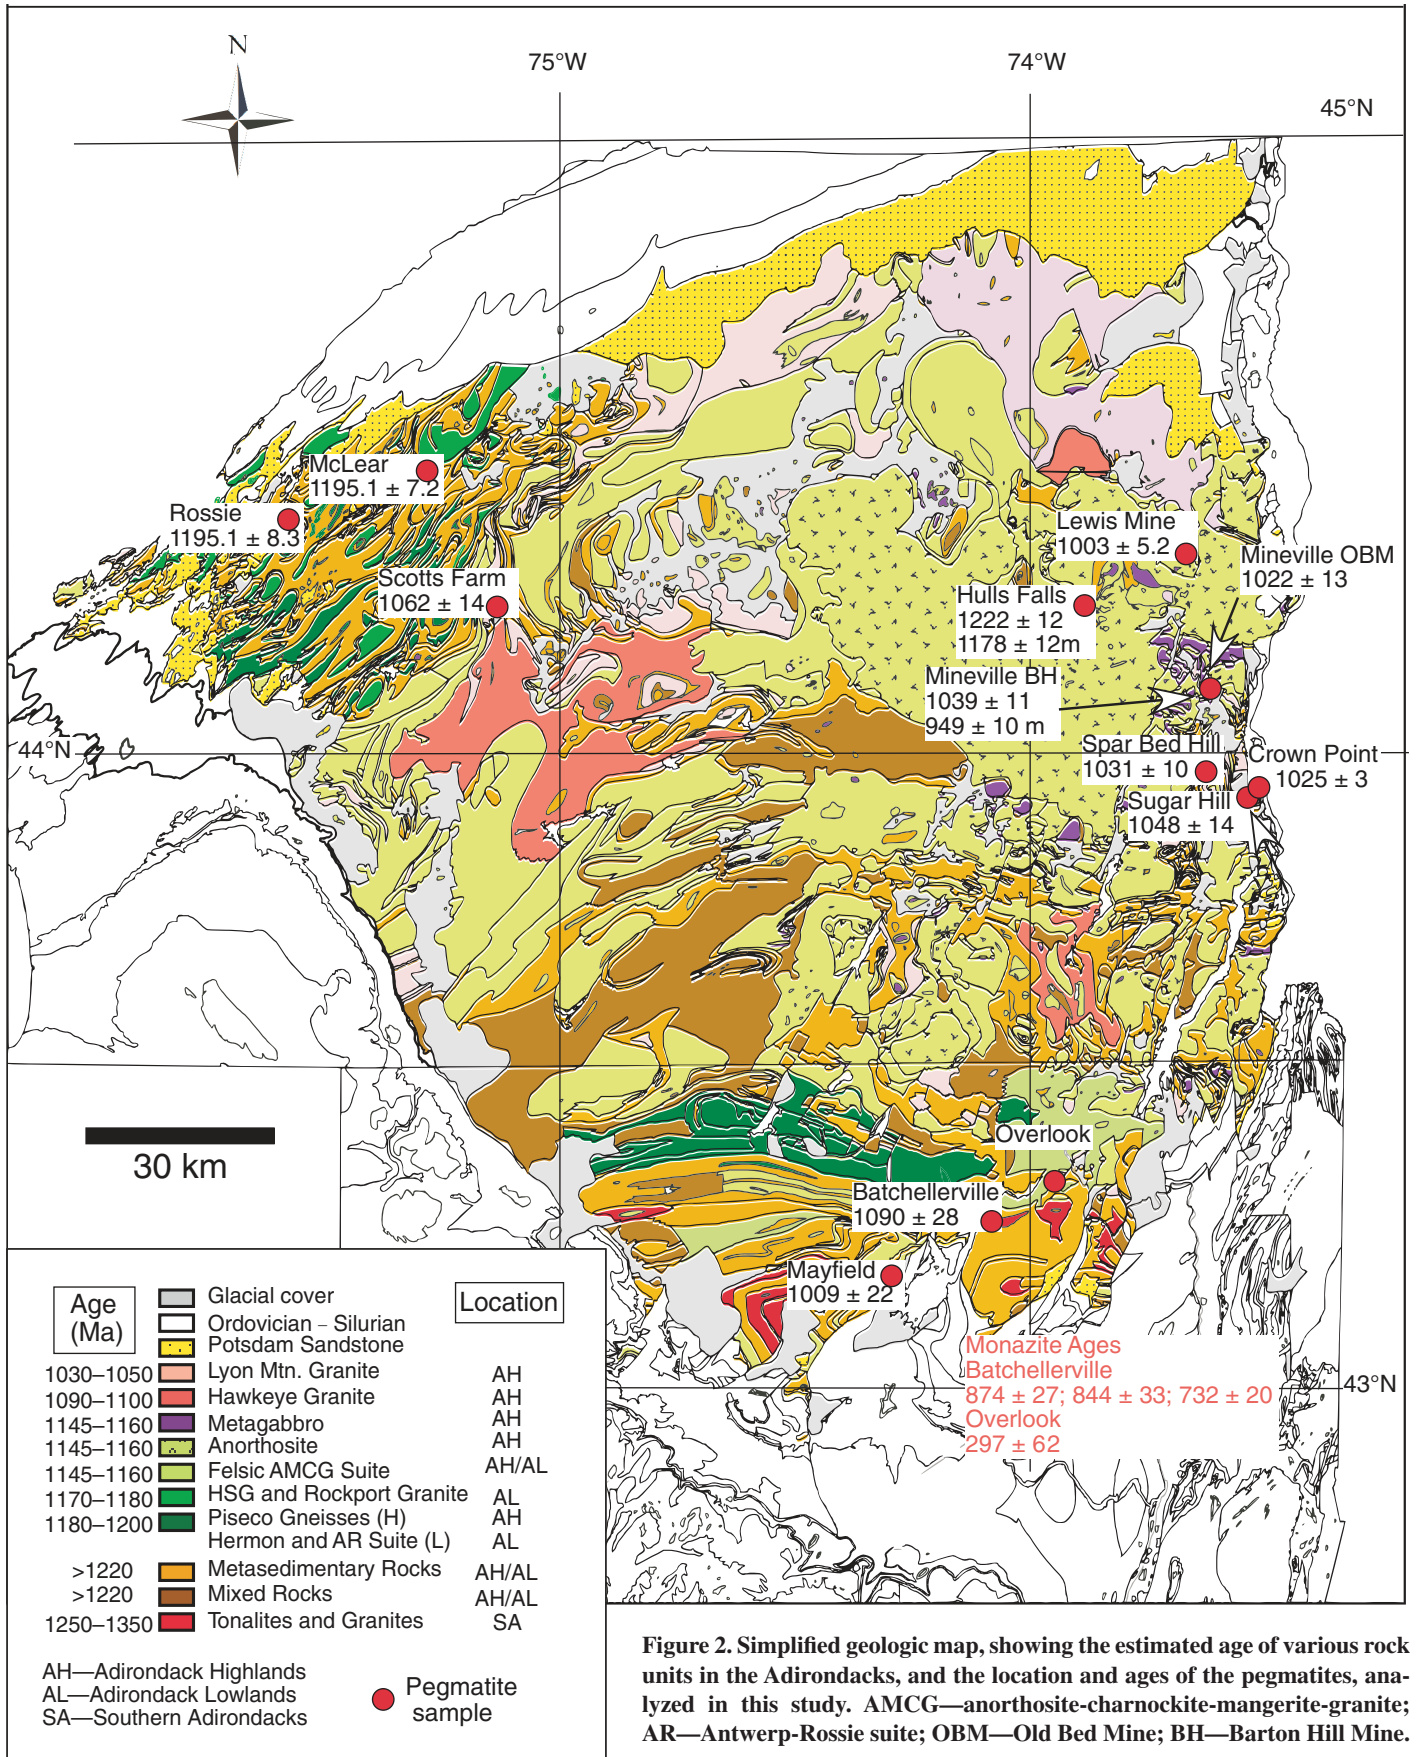 N
75°W
74°W
45°N
McLear
1195.1 ± 7.2
Rossie
1195.1 ± 8.3
Scotts Farm
1062 ± 14
Lewis Mine
1003 ± 5.2
Mineville OBM
1022 ± 13
Hulls Falls
1222 ± 12
1178 ± 12m
Mineville BH
1039 ± 11
949 ± 10 m
44°N
Spar Bed Hill
1031 ± 10
Crown Point
1025 ± 3
Sugar Hill
1048 ± 14
30 km
Overlook
Batchellerville
1090 ± 28
Mayfield
1009 ± 22
Monazite Ages
Batchellerville
874 ± 27; 844 ± 33; 732 ± 20
Overlook
297 ± 62
43°N
Age
(Ma)
Location
Glacial cover
Ordovician – Silurian
Potsdam Sandstone
1030–1050 Lyon Mtn. Granite AH
1090–1100 Hawkeye Granite AH
1145–1160 Metagabbro AH
1145–1160 Anorthosite AH
1145–1160 Felsic AMCG Suite AH/AL
1170–1180 HSG and Rockport Granite AL
1180–1200 Piseco Gneisses (H) AH
Hermon and AR Suite (L) AL
>1220 Metasedimentary Rocks AH/AL
>1220 Mixed Rocks AH/AL
1250–1350 Tonalites and Granites SA
AH—Adirondack Highlands
AL—Adirondack Lowlands
SA—Southern Adirondacks
Pegmatite
sample
Figure 2. Simplified geologic map, showing the estimated age of various rock
units in the Adirondacks, and the location and ages of the pegmatites, ana-
lyzed in this study. AMCG—anorthosite-charnockite-mangerite-granite;
AR—Antwerp-Rossie suite; OBM—Old Bed Mine; BH—Barton Hill Mine.